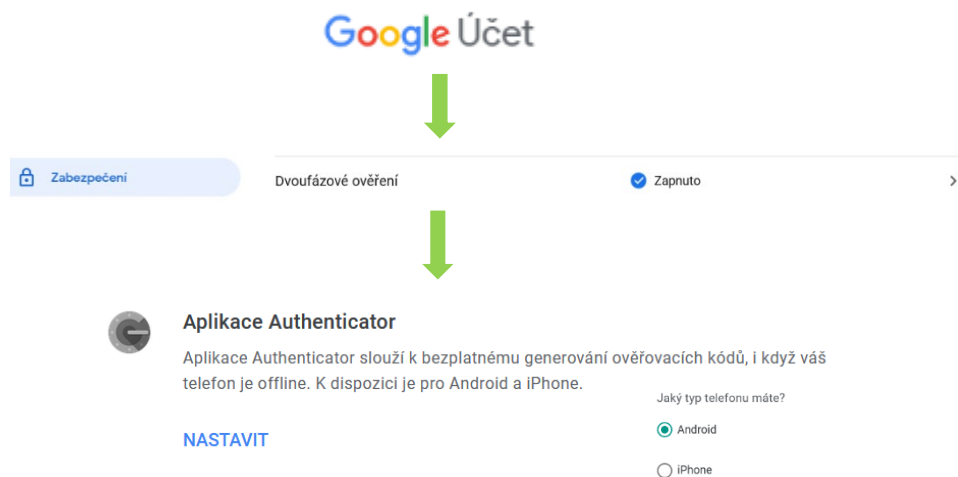 Google Účet
Zabezpečení
Dvoufázové ověření
Zapnuto
Aplikace Authenticator
Aplikace Authenticator slouží k bezplatnému generování ověřovacích kódů, i když váš
telefon je offline. K dispozici je pro Android a iPhone.
Jaký typ telefonu máte?
Android
NASTAVIT
iPhone